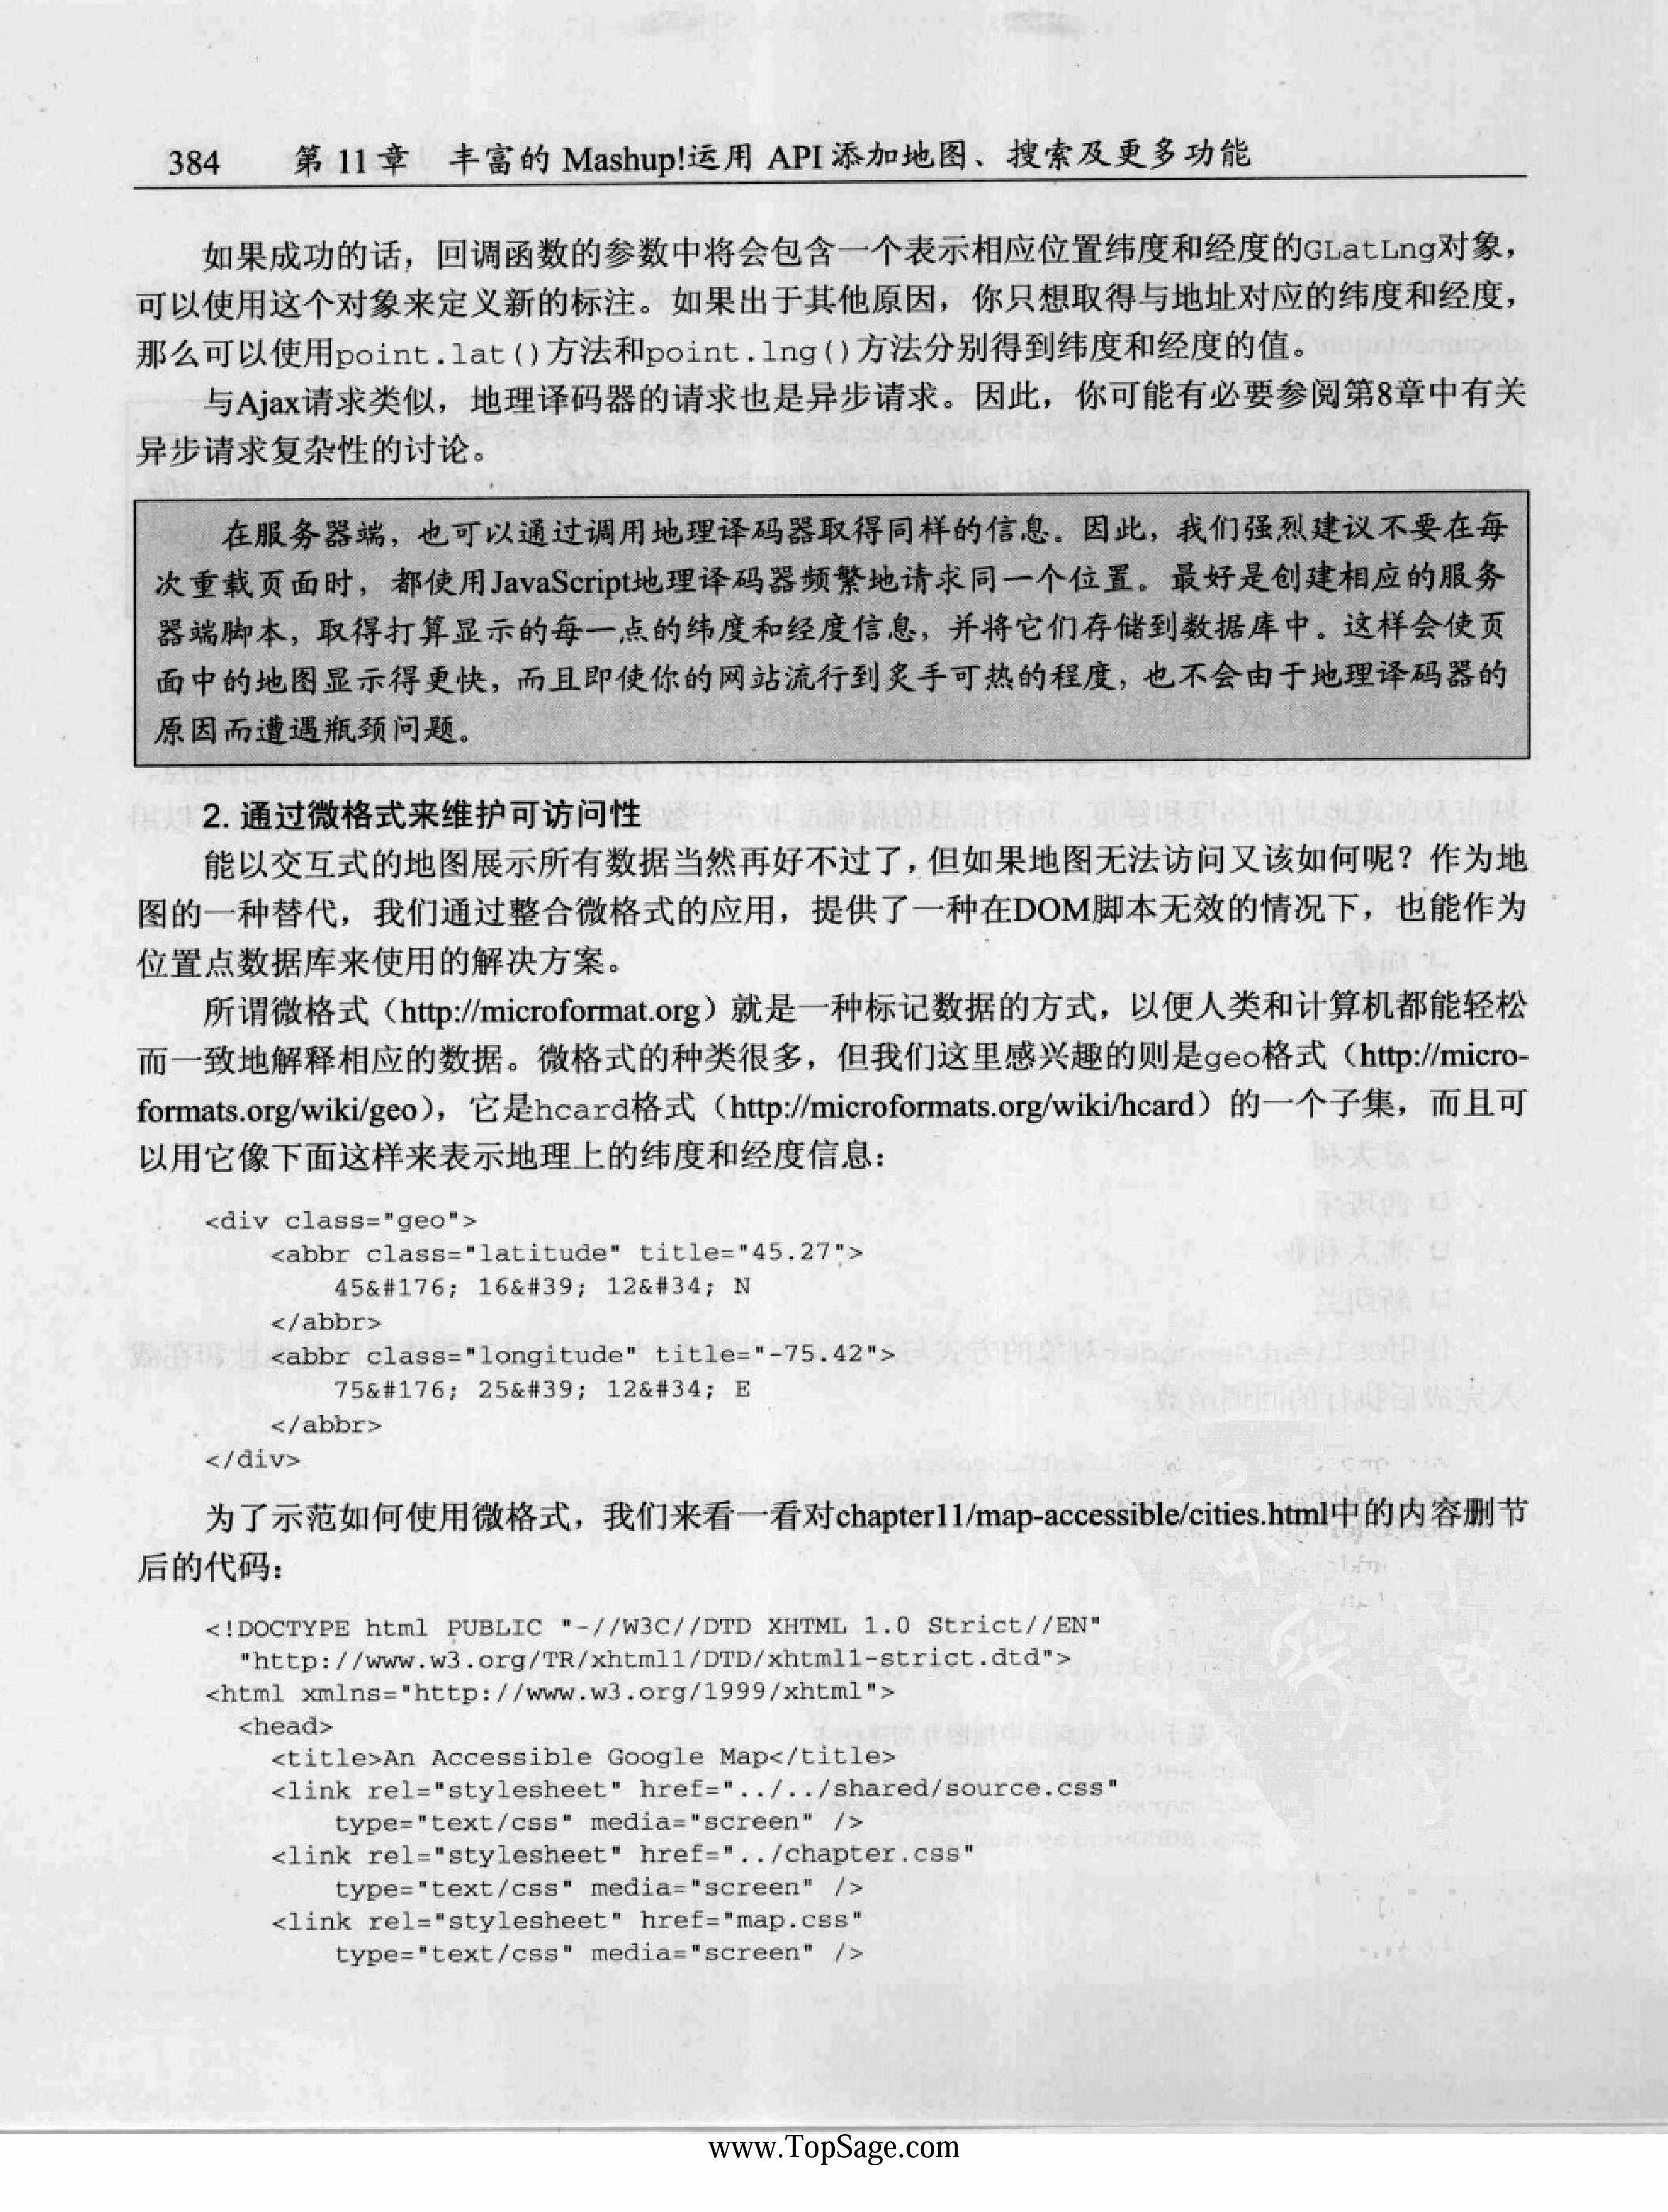 384 第 11 章 丰富的 Mashup!运用 API 添加地图、搜索及更多功能
如果成功的话，回调函数的参数中将会包含一个表示相应位置纬度和经度的GLatLng对象，
可以使用这个对象来定义新的标注。如果出于其他原因，你只想取得与地址对应的纬度和经度，
那么可以使用point.lat()方法和point.lng()方法分别得到纬度和经度的值。
与Ajax请求类似，地理译码器的请求也是异步请求。因此，你可能有必要参阅第8章中有关
异步请求复杂性的讨论。
在服务器端，也可以通过调用地理译码器取得同样的信息。因此，我们强烈建议不要在每
次重载页面时，都使用JavaScript地理译码器频繁地请求同一个位置。最好是创建相应的服务
器端脚本，取得打算显示的每一点的纬度和经度信息，并将它们存储到数据库中。这样会使页
面中的地图显示得更快，而且即使你的网站流行到炙手可热的程度，也不会由于地理译码器的
原因而遭遇瓶颈问题。
2. 通过微格式来维护可访问性
能以交互式的地图展示所有数据当然再好不过了，但如果地图无法访问又该如何呢？作为地
图的一种替代，我们通过整合微格式的应用，提供了一种在DOM脚本无效的情况下，也能作为
位置点数据库来使用的解决方案。
所谓微格式（http://microformat.org）就是一种标记数据的方式，以便人类和计算机都能轻松
而一致地解释相应的数据。微格式的种类很多，但我们这里感兴趣的则是geo格式（http://micro-
formats.org/wiki/geo），它是hcard格式（http://microformats.org/wiki/hcard）的一个子集，而且可
以用它像下面这样来表示地理上的纬度和经度信息：
<div class="geo">
<abbr class="latitude" title="45.27">
45&#176; 16&#39; 12&#34; N
</abbr>
<abbr class="longitude" title="-75.42">
75&#176; 25&#39; 12&#34; E
</abbr>
</div>
为了示范如何使用微格式，我们来看一看对chapter11/map-accessible/cities.html中的内容删节
后的代码：
<!DOCTYPE html PUBLIC "-//W3C//DTD XHTML 1.0 Strict//EN"
"http://www.w3.org/TR/xhtml1/DTD/xhtml1-strict.dtd">
<html xmlns="http://www.w3.org/1999/xhtml">
<head>
<title>An Accessible Google Map</title>
<link rel="stylesheet" href="../../shared/source.css"
type="text/css" media="screen" />
<link rel="stylesheet" href="../chapter.css"
type="text/css" media="screen" />
<link rel="stylesheet" href="map.css"
type="text/css" media="screen" />
www.TopSage.com